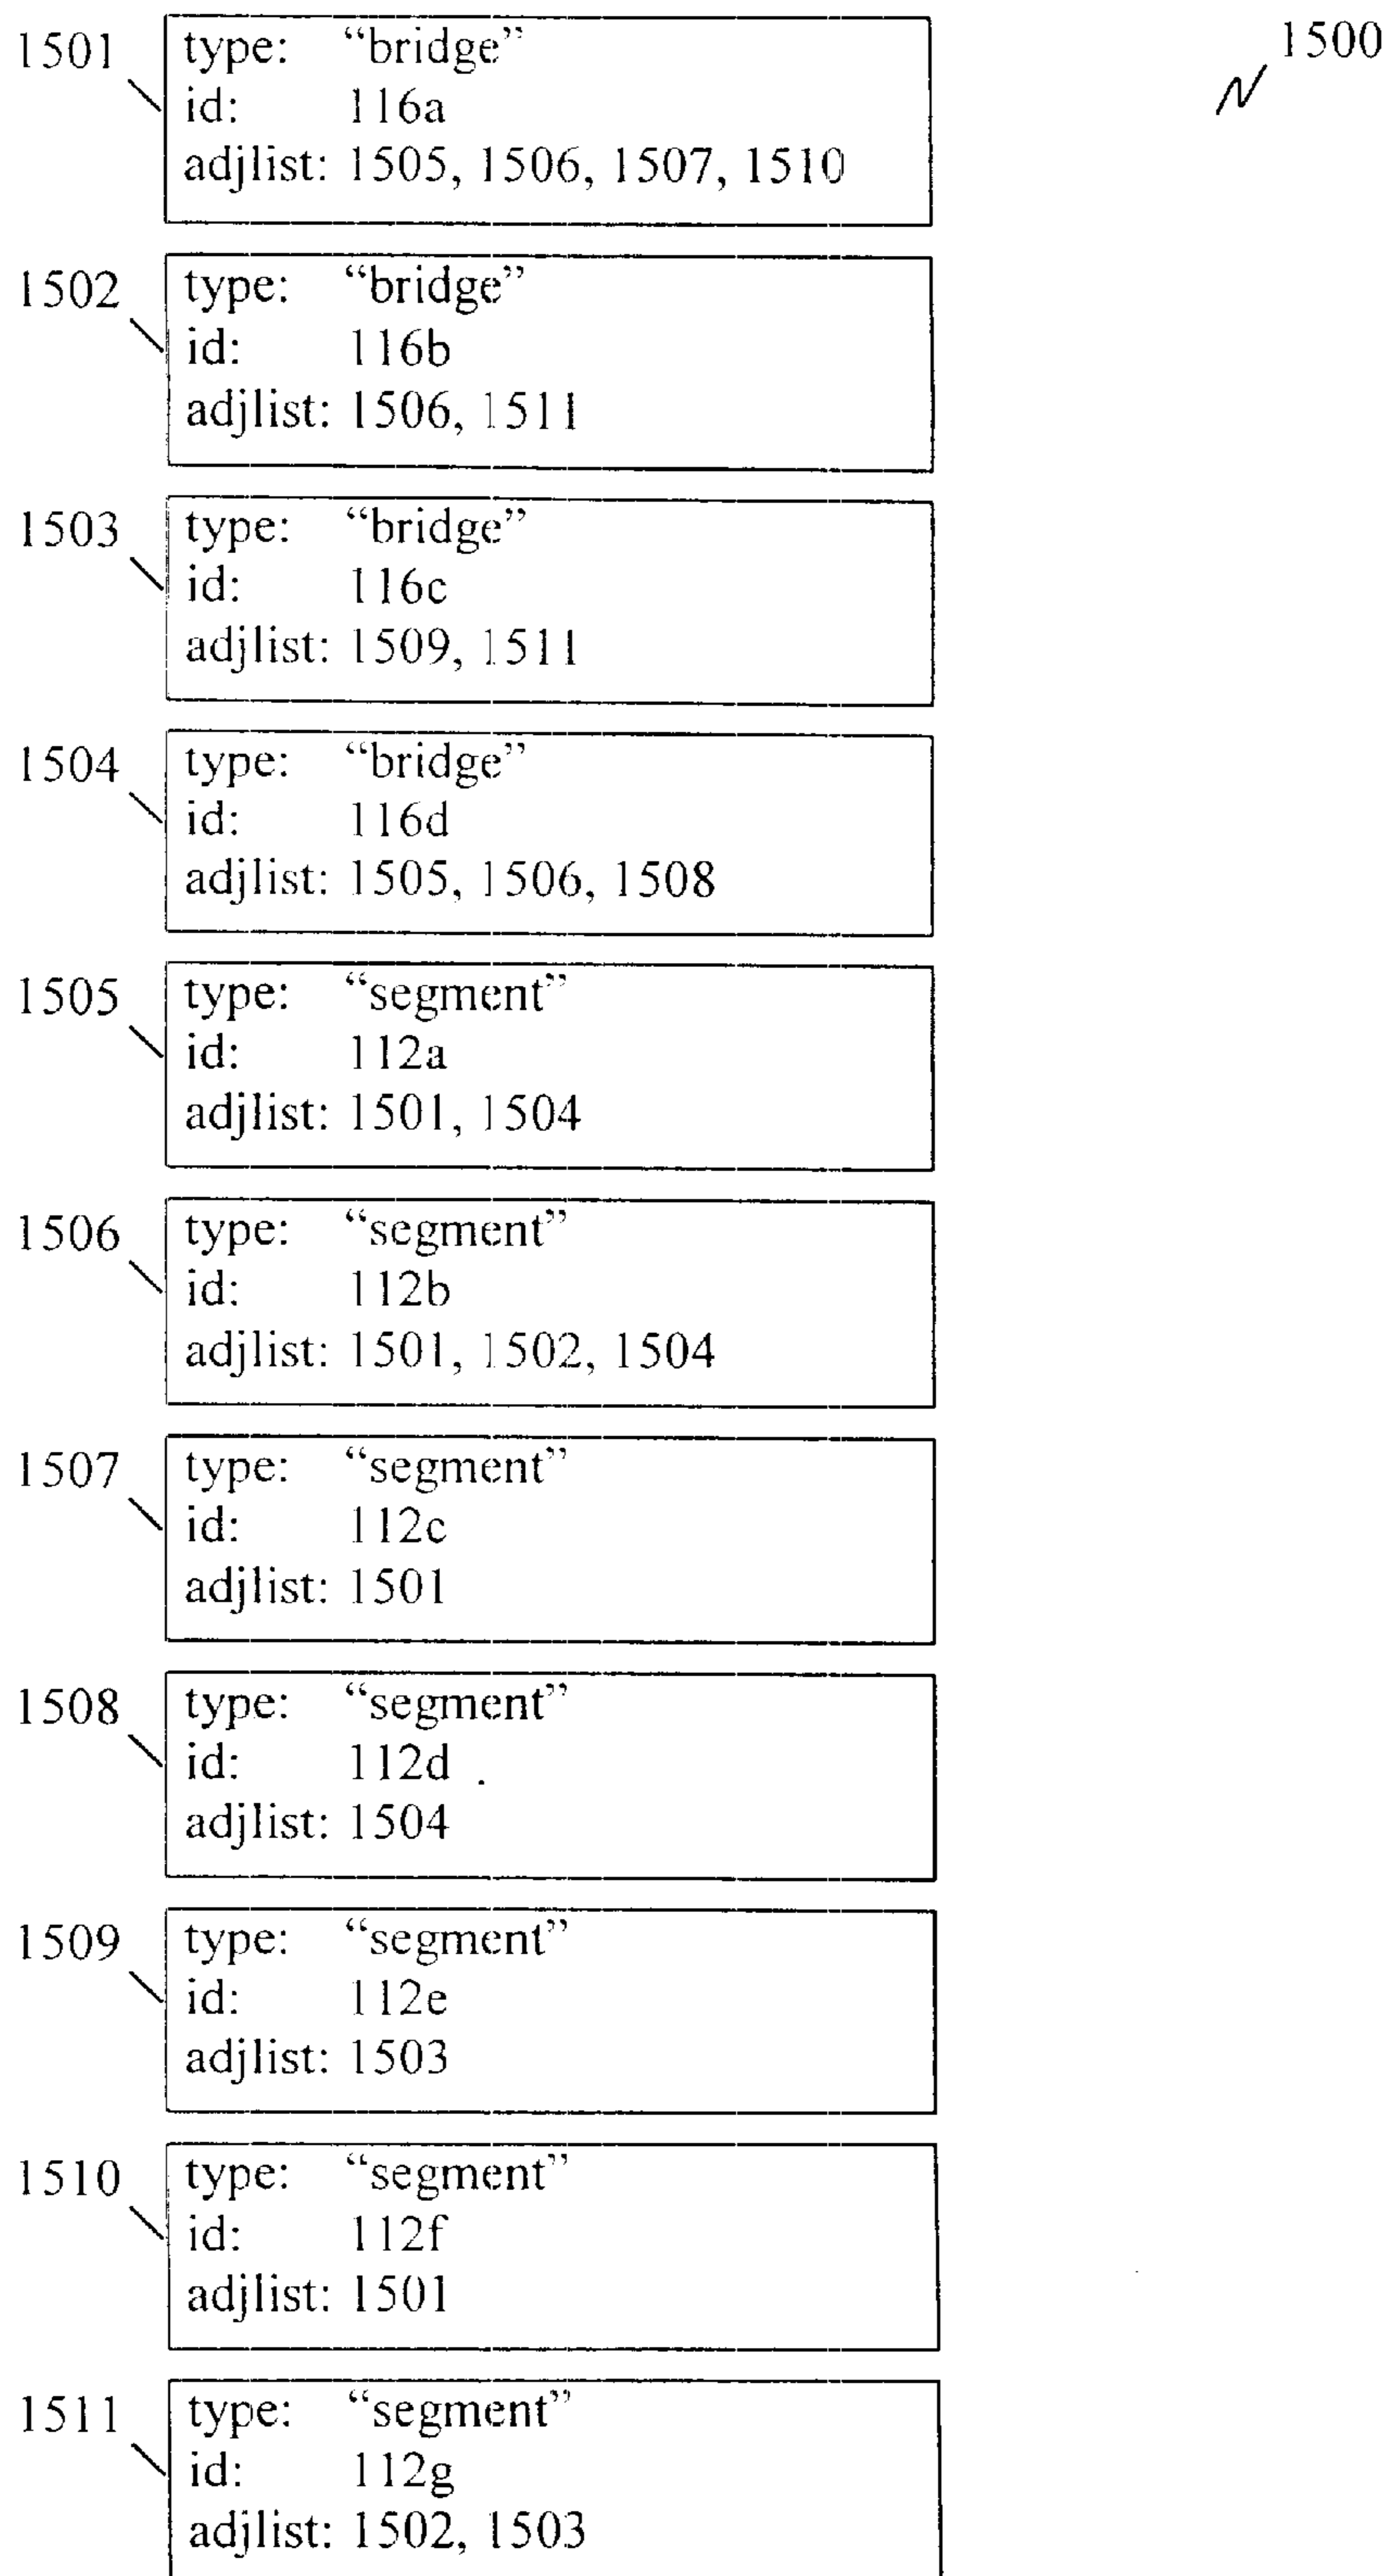 1500
1501
type: “bridge”
id: 116a
adjlist: 1505, 1506, 1507, 1510
1502
type: “bridge”
id: 116b
adjlist: 1506, 1511
1503
type: “bridge”
id: 116c
adjlist: 1509, 1511
1504
type: “bridge”
id: 116d
adjlist: 1505, 1506, 1508
1505
type: “segment”
id: 112a
adjlist: 1501, 1504
1506
type: “segment”
id: 112b
adjlist: 1501, 1502, 1504
1507
type: “segment”
id: 112c
adjlist: 1501
1508
type: “segment”
id: 112d
adjlist: 1504
1509
type: “segment”
id: 112e
adjlist: 1503
1510
type: “segment”
id: 112f
adjlist: 1501
1511
type: “segment”
id: 112g
adjlist: 1502, 1503